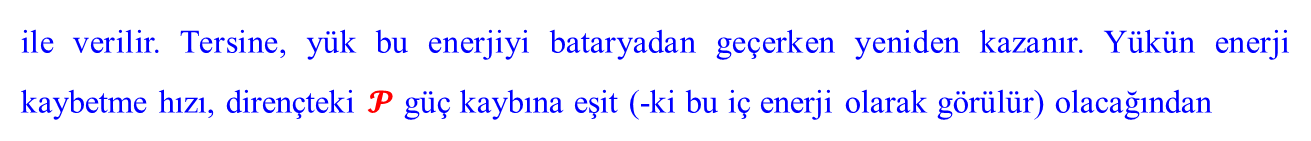 ile verilir. Tersine, yük bu enerjiyi bataryadan geçerken yeniden kazanır. Yükün enerji
kaybetme hızı, dirençteki 𝓟 güç kaybına eşit (-ki bu iç enerji olarak görülür) olacağından